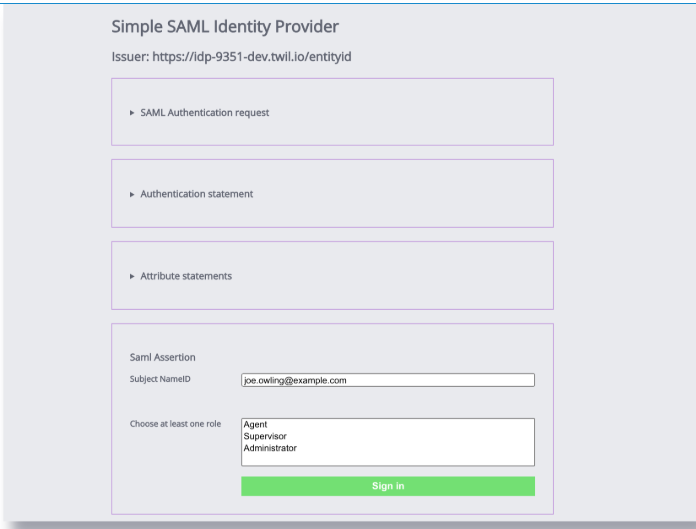 Simple SAML Identity Provider
Issuer: https://idp-9351-dev.twil.io/entityid
SAML Authentication request
Authentication statement
Attribute statements
Saml Assertion
Subject NameID joe.owling@example.com
Choose at least one role Agent
Supervisor
Administrator
Sign in